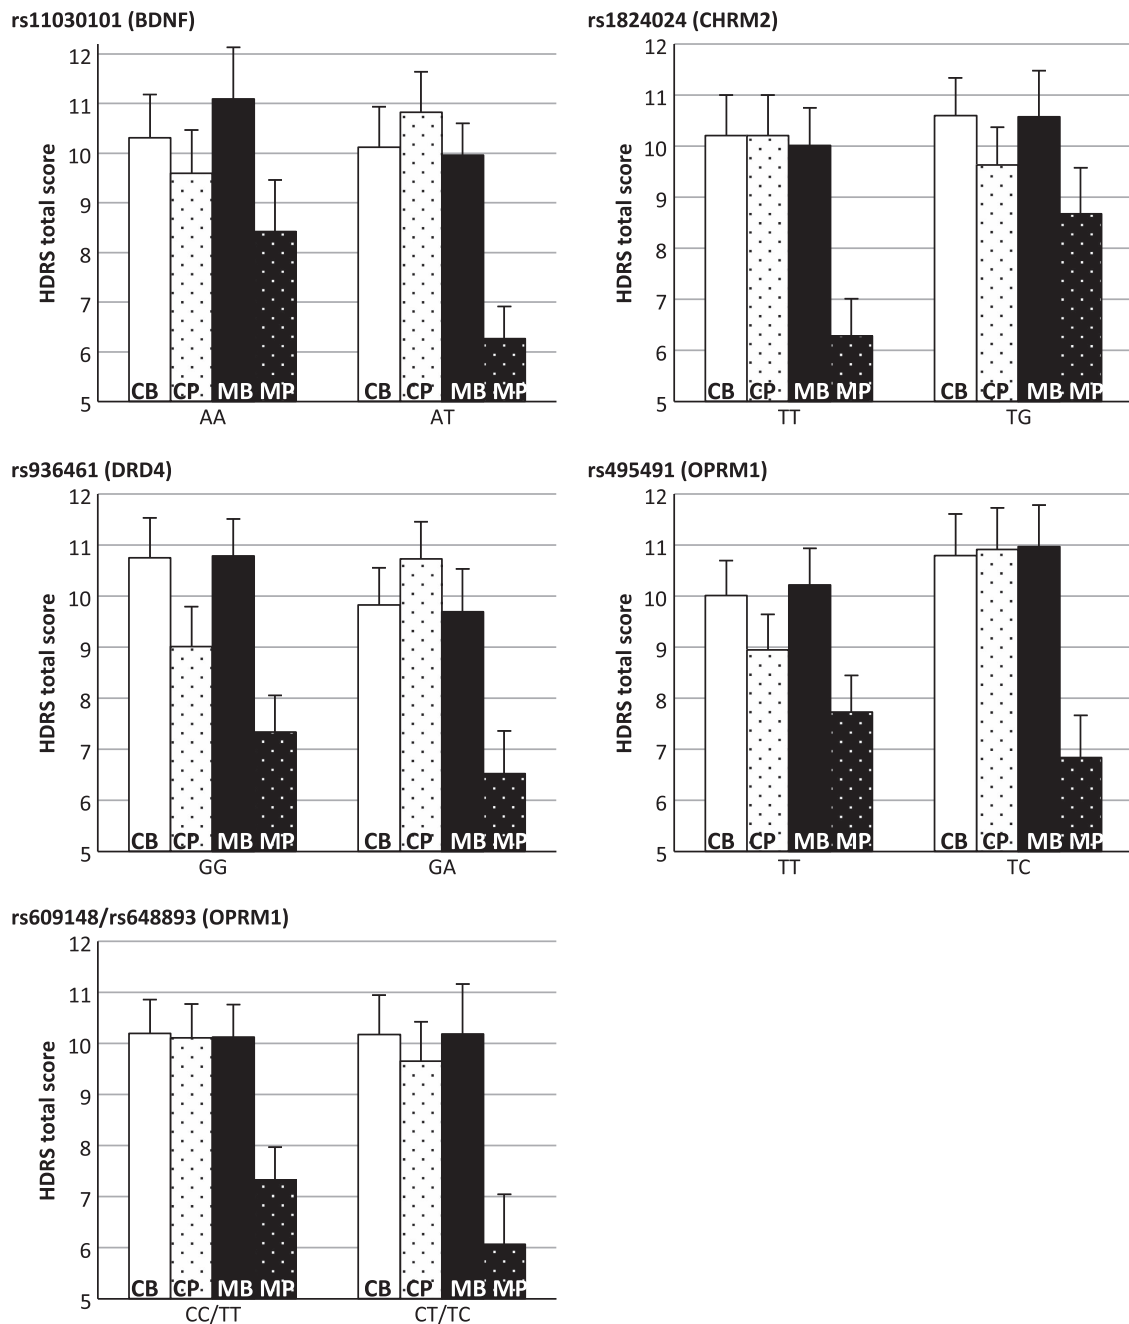 rs11030101 (BDNF)
12
11
10
9
8
7
6
5
HDRS total score
CB CP MB MP CB CP MB MP
AA AT
rs1824024 (CHRM2)
12
11
10
9
8
7
6
5
HDRS total score
CB CP MB MP CB CP MB MP
TT TG
rs936461 (DRD4)
12
11
10
9
8
7
6
5
HDRS total score
CB CP MB MP CB CP MB MP
GG GA
rs495491 (OPRM1)
12
11
10
9
8
7
6
5
HDRS total score
CB CP MB MP CB CP MB MP
TT TC
rs609148/rs648893 (OPRM1)
12
11
10
9
8
7
6
5
HDRS total score
CB CP MB MP CB CP MB MP
CC/TT CT/TC